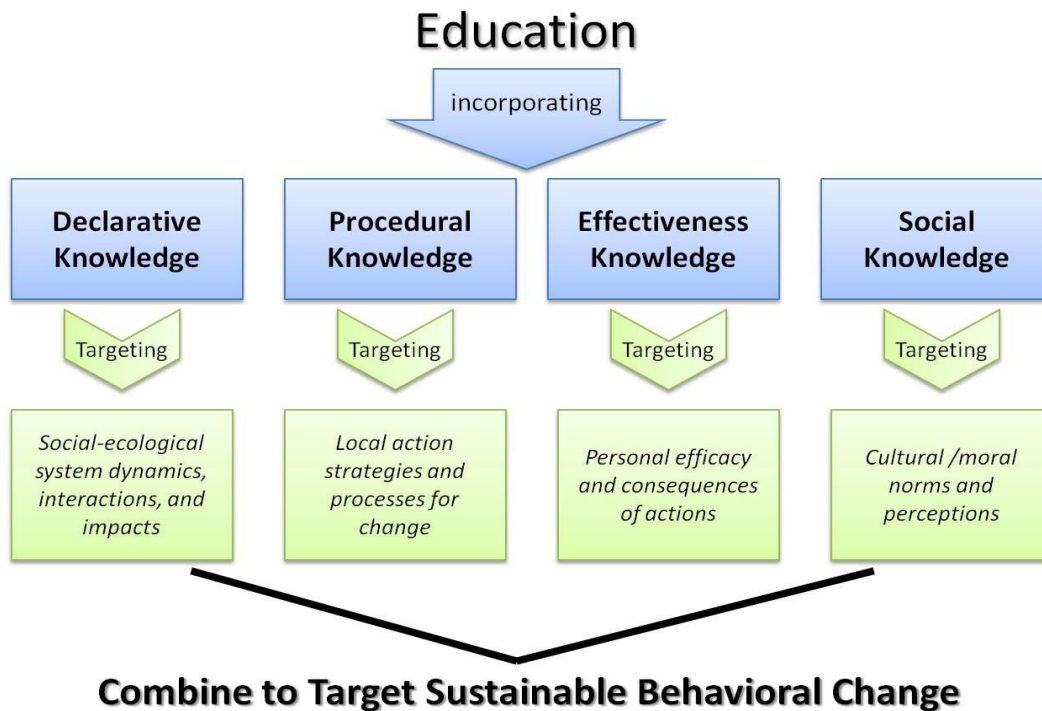 Education
incorporating
Declarative
Knowledge
Procedural
Knowledge
Effectiveness
Knowledge
Social
Knowledge
Targeting
Targeting
Targeting
Targeting
Social-ecological
system dynamics,
interactions, and
impacts
Local action
strategies and
processes for
change
Personal efficacy
and consequences
of actions
Cultural /moral
norms and
perceptions
Combine to Target Sustainable Behavioral Change